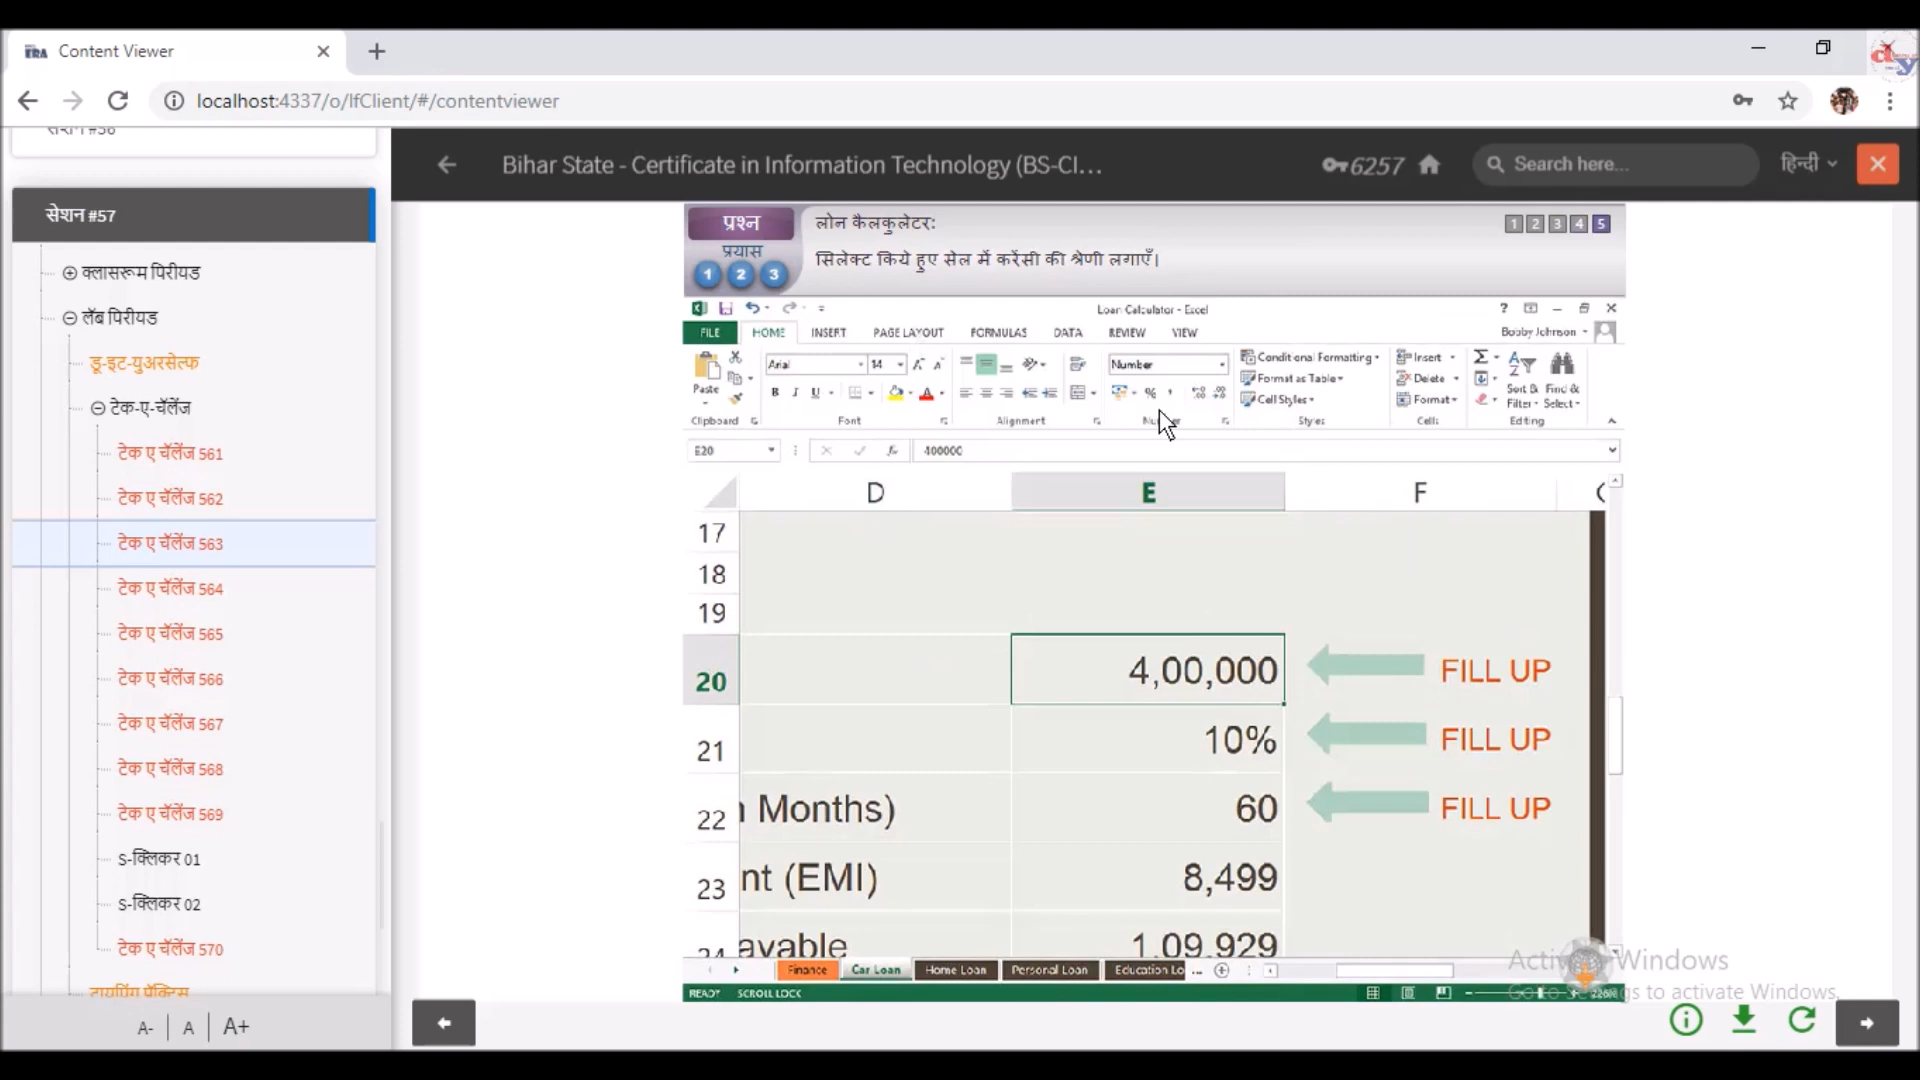 ERA Content Viewer
localhost:4337/o/lfClient/#/contentviewer
सेशन #57
क्लासरूम पिरीयड
लॅब पिरीयड
डू-इट-युअरसेल्फ
टेक-ए-चॅलेंज
टेक ए चॅलेंज 561
टेक ए चॅलेंज 562
टेक ए चॅलेंज 563
टेक ए चॅलेंज 564
टेक ए चॅलेंज 565
टेक ए चॅलेंज 566
टेक ए चॅलेंज 567
टेक ए चॅलेंज 568
टेक ए चॅलेंज 569
S-क्लिकर 01
S-क्लिकर 02
टेक ए चॅलेंज 570
A- A A+
Bihar State - Certificate in Information Technology (BS-CI... 6257 Search here... हिन्दी
प्रश्न लोन कैलकुलेटर: 1 2 3 4 5
प्रयास
1 2 3
सिलेक्ट किये हुए सेल में करेंसी की श्रेणी लगाएँ।
Loan Calculator - Excel
FILE HOME INSERT PAGE LAYOUT FORMULAS DATA REVIEW VIEW Bobby Johnson
Arial 14 Number Conditional Formatting Insert
Paste B I U A % Format as Table Delete Sort & Find &
Cell Styles Format Filter Select
Clipboard Font Alignment Styles Cells Editing
E20 fx 400000
D E F
17
18
19
20 4,00,000 FILL UP
21 10% FILL UP
22 Months) 60 FILL UP
23 nt (EMI) 8,499 
ayable 1,09,929
Finance Car Loan Home Loan Personal Loan Education Lo ...
READY SCROLL LOCK
Windows
to activate Windows.